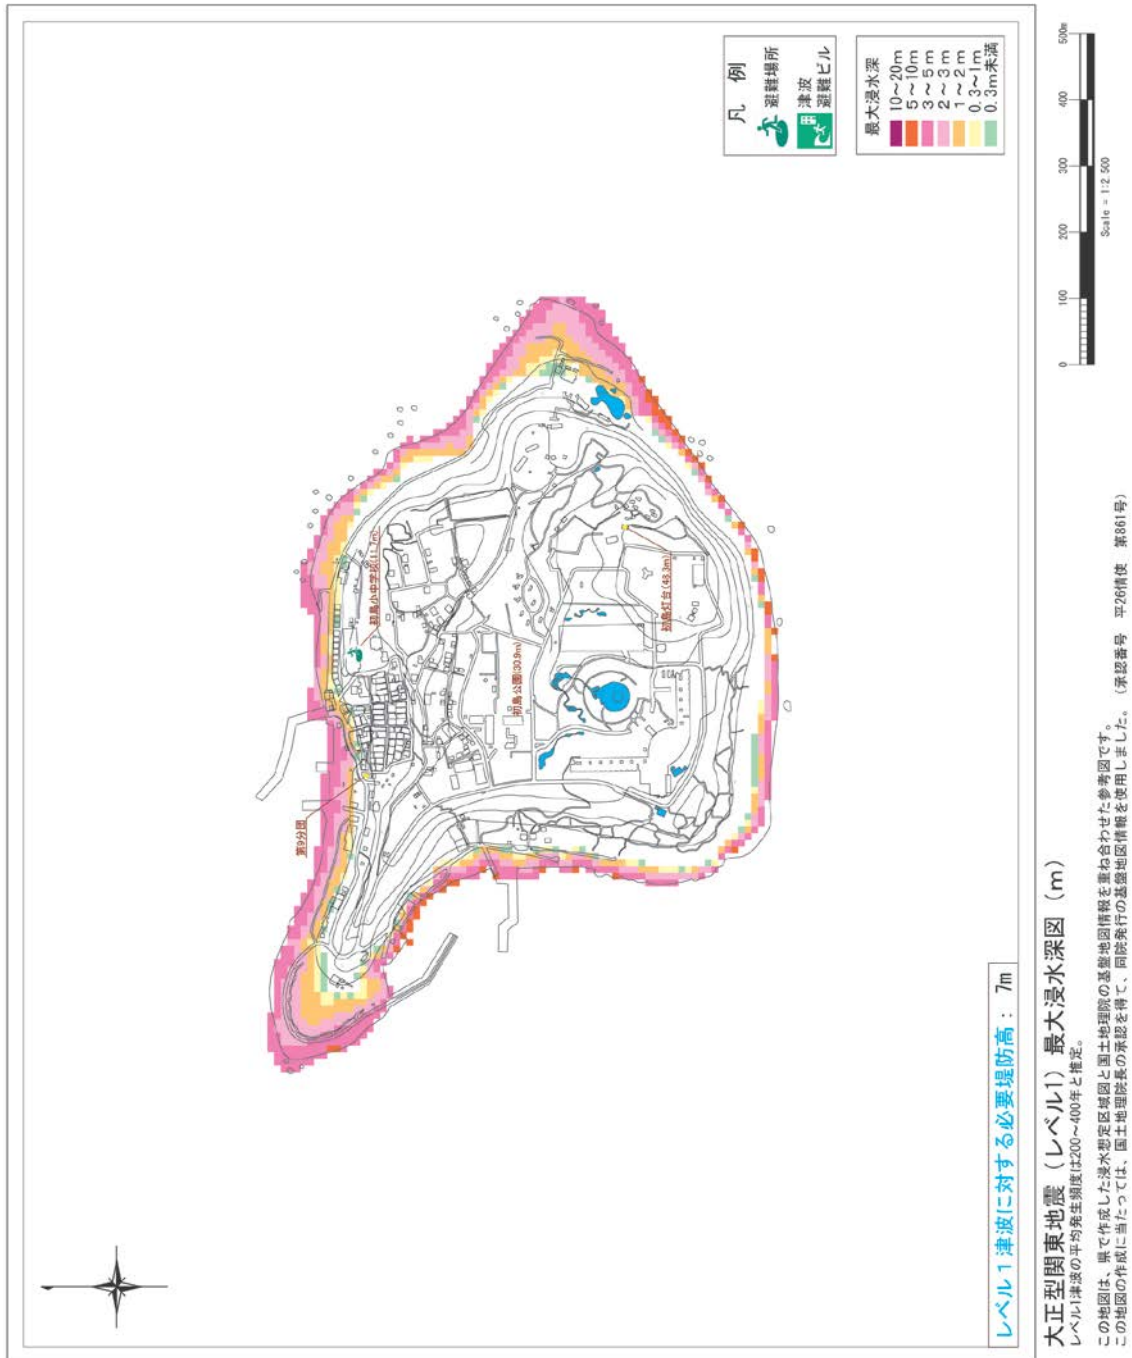 凡 例
避難場所
津波
避難ビル
最大浸水深
10～20m
5～10m
3～5m
2～3m
1～2m
0.3～1m
0.3m未満
初島小中学校(11.7m)
第9分団
初島公園(30.9m)
初島灯台(48.3m)
レベル1津波に対する必要堤防高： 7m
大正型関東地震（レベル1）最大浸水深図（m）
レベル1津波の平均発生頻度は200～400年と推定。
0 100 200 300 400 500m
Scale = 1:2,500
この地図は、県で作成した浸水想定区域図と国土地理院の基盤地図情報を重ね合わせた参考図です。
この地図の作成に当たっては、国土地理院長の承認を得て、同院発行の基盤地図情報を使用しました。（承認番号 平26情使 第861号）